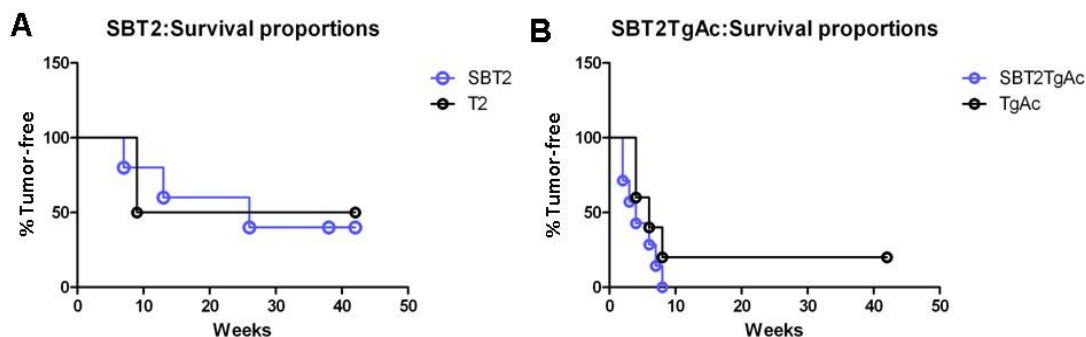 A
SBT2:Survival proportions
150
100
50
0
% Tumor-free
0 10 20 30 40 50
Weeks
SBT2
T2
B
SBT2TgAc:Survival proportions
150
100
50
0
% Tumor-free
0 10 20 30 40 50
Weeks
SBT2TgAc
TgAc